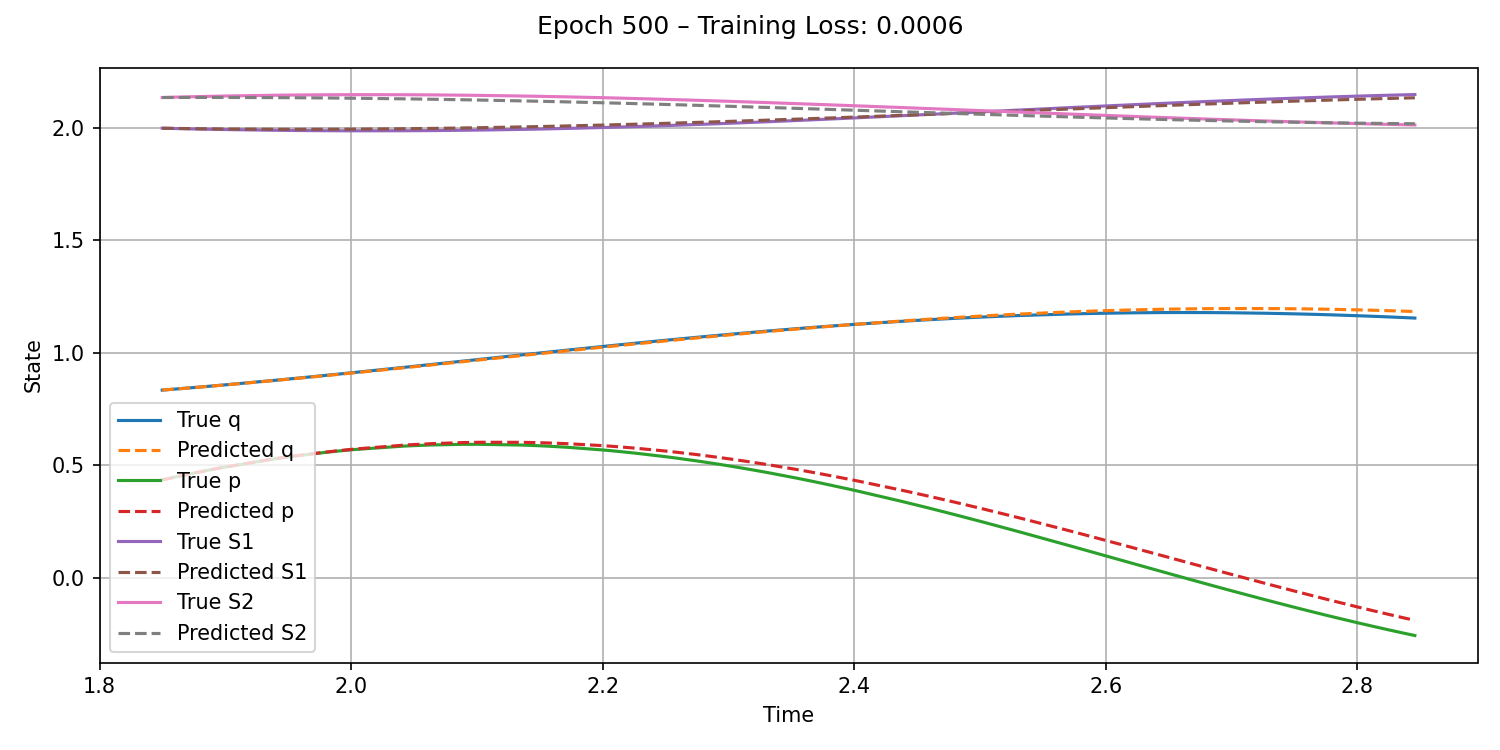 Epoch 500 – Training Loss: 0.0006
2.0
1.5
1.0
0.5
0.0
State
True q
Predicted q
True p
Predicted p
True S1
Predicted S1
True S2
Predicted S2
1.8 2.0 2.2 2.4 2.6 2.8
Time